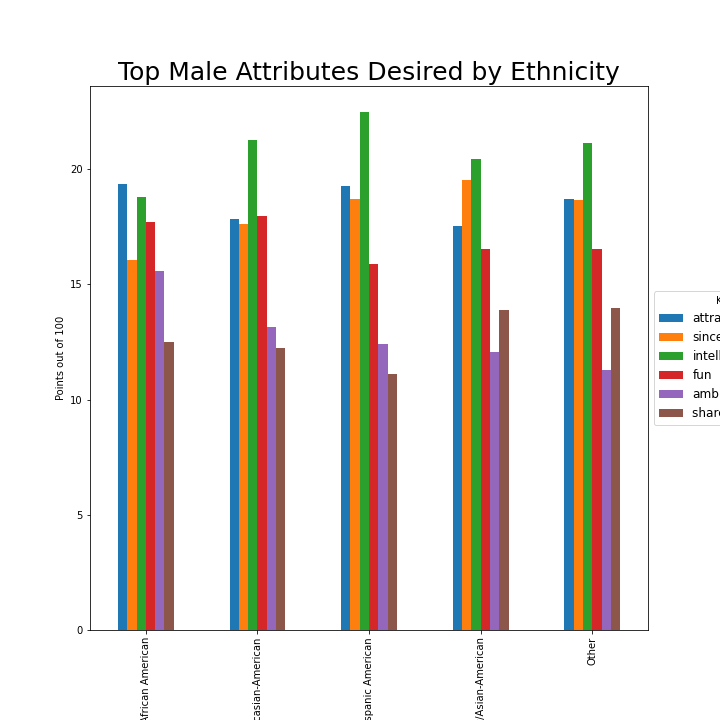 Top Male Attributes Desired by Ethnicity
Points out of 100
20
15
10
5
0
African American
casian-American
spanic American
/Asian-American
Other
K
attra
since
intell
fun
amb
share